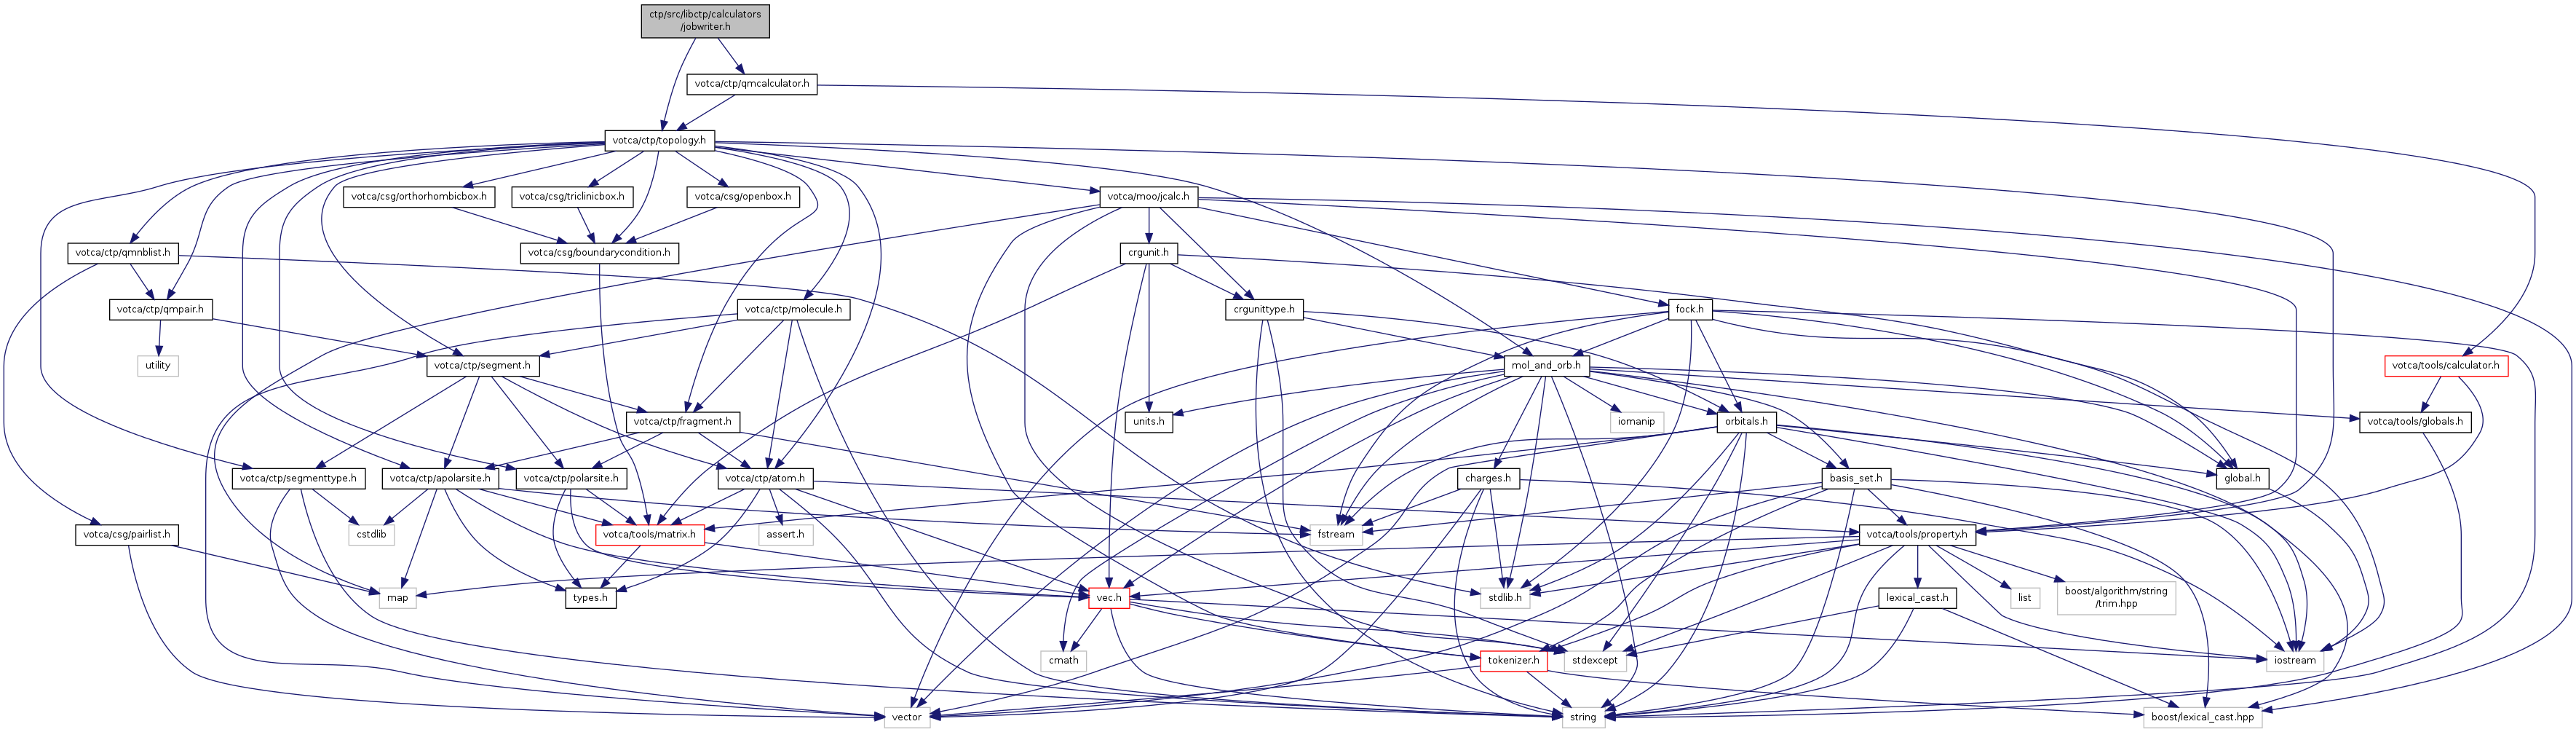 ctp/src/libctp/calculators
/jobwriter.h
votca/ctp/qmcalculator.h
votca/ctp/topology.h
votca/csg/orthorhombicbox.h
votca/csg/triclinicbox.h
votca/csg/openbox.h
votca/moo/jcalc.h
votca/ctp/qmnblist.h
votca/csg/boundarycondition.h
crgunit.h
votca/ctp/qmpair.h
votca/ctp/molecule.h
crgunittype.h
fock.h
utility
votca/ctp/segment.h
mol_and_orb.h
votca/tools/calculator.h
votca/ctp/fragment.h
units.h
iomanip
orbitals.h
votca/tools/globals.h
votca/ctp/segmenttype.h
votca/ctp/apolarsite.h
votca/ctp/polarsite.h
votca/ctp/atom.h
charges.h
basis_set.h
global.h
votca/csg/pairlist.h
cstdlib
votca/tools/matrix.h
assert.h
fstream
votca/tools/property.h
map
types.h
vec.h
stdlib.h
lexical_cast.h
list
boost/algorithm/string
/trim.hpp
cmath
tokenizer.h
stdexcept
iostream
vector
string
boost/lexical_cast.hpp